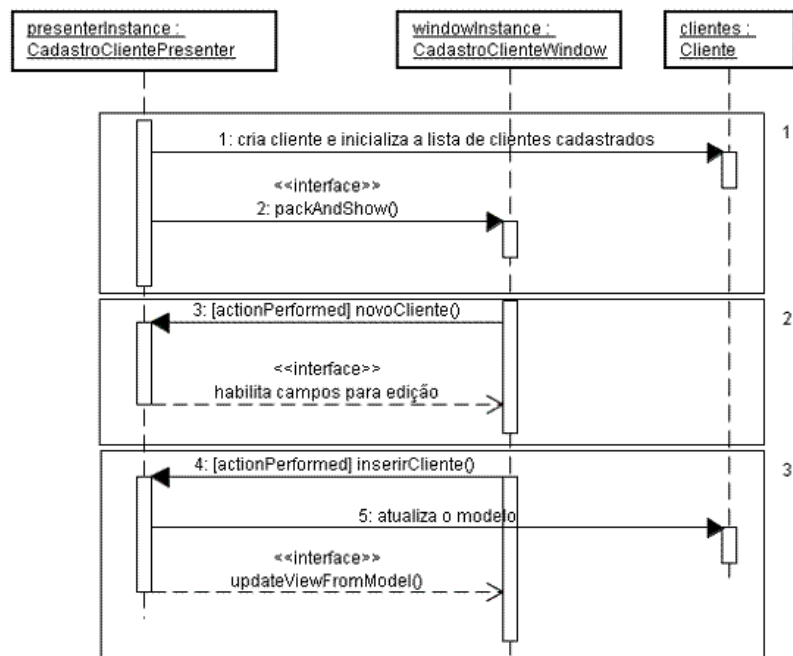 presenterInstance :
CadastroClientePresenter
windowInstance :
CadastroClienteWindow
clientes :
Cliente
1
1: cria cliente e inicializa a lista de clientes cadastrados
<<interface>>
2: packAndShow()
2
3: [actionPerformed] novoCliente()
<<interface>>
habilita campos para edição
3
4: [actionPerformed] inserirCliente()
5: atualiza o modelo
<<interface>>
updateViewFromModel()